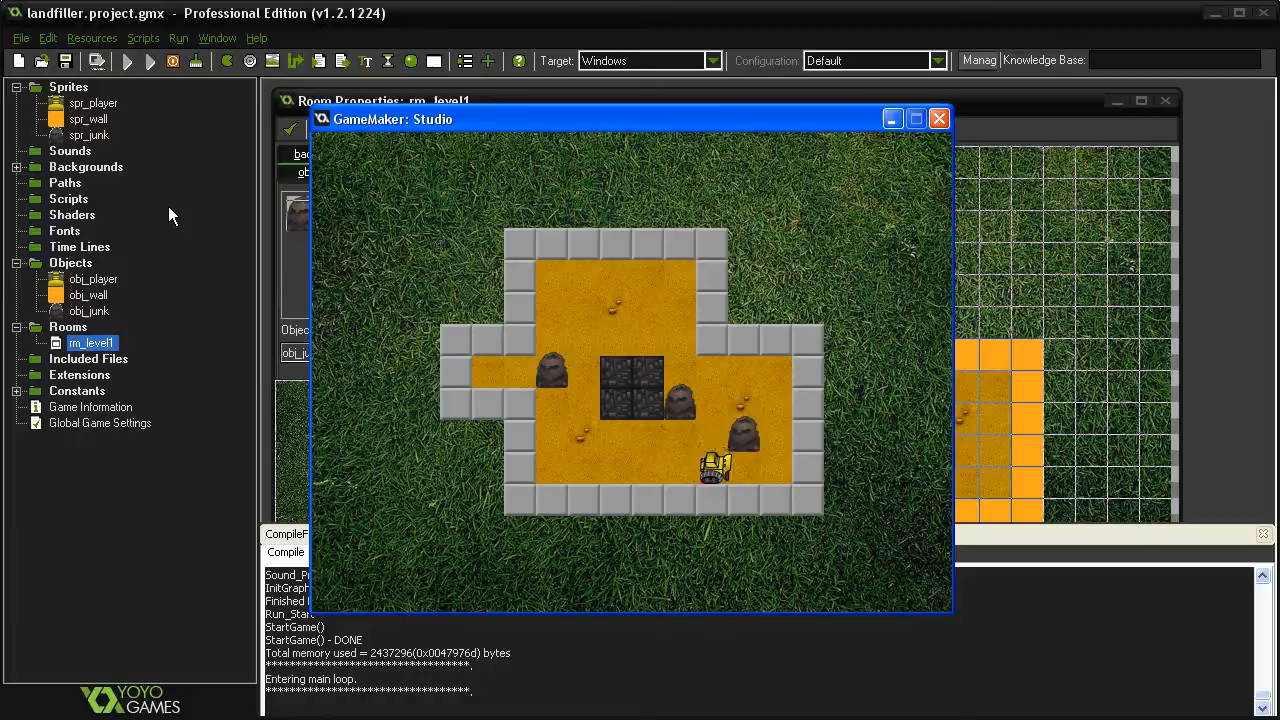 landfiller.project.gmx - Professional Edition (v1.2.1224)
File Edit Resources Scripts Run Window Help
Target: Windows Configuration: Default Manag Knowledge Base:
Sprites
spr_player
spr_wall
spr_junk
Sounds
Backgrounds
Paths
Scripts
Shaders
Fonts
Time Lines
Objects
obj_player
obj_wall
obj_junk
Rooms
rm_level1
Included Files
Extensions
Constants
Game Information
Global Game Settings
YOYO
GAMES
Room Properties: rm_level1
GameMaker: Studio
Compile
Total memory used = 2437296(0x0047976d) bytes
***********************************.
Entering main loop.
***********************************.
StartGame()
StartGame() - DONE
Run_Start